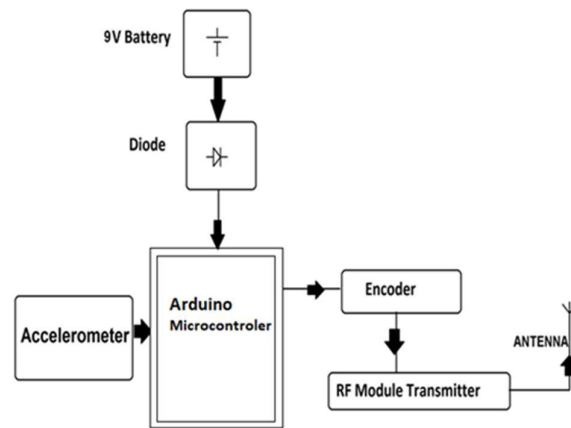 9V Battery
Diode
Arduino
Microcontroler
Accelerometer
Encoder
RF Module Transmitter
ANTENNA